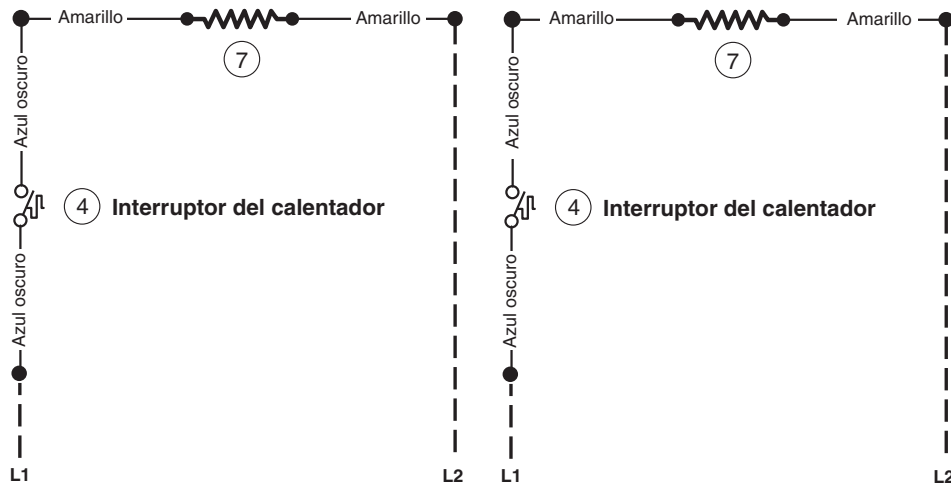 Amarillo
Amarillo
7
Azul oscuro
4 Interruptor del calentador
Azul oscuro
L1
L2
Amarillo
Amarillo
7
Azul oscuro
4 Interruptor del calentador
Azul oscuro
L1
L2